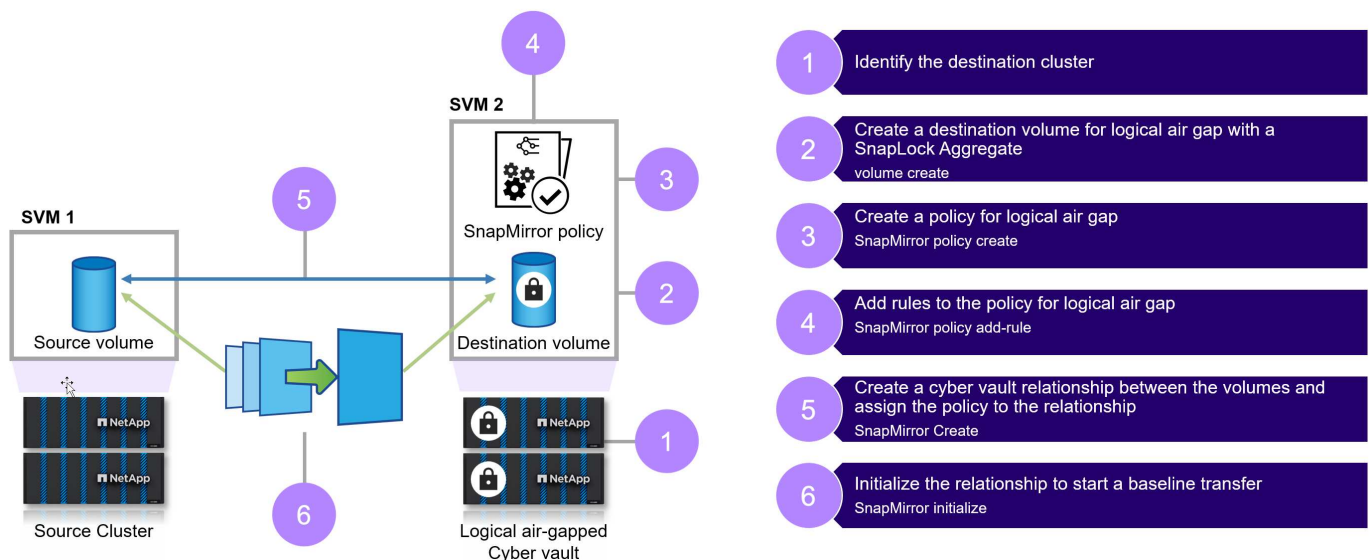 4
SVM 2
3
SnapMirror policy
5
SVM 1
2
Source volume
Destination volume
NetApp
NetApp
NetApp
NetApp
1
6
Source Cluster
Logical air-gapped
Cyber vault
1
Identify the destination cluster
2
Create a destination volume for logical air gap with a
SnapLock Aggregate
volume create
3
Create a policy for logical air gap
SnapMirror policy create
4
Add rules to the policy for logical air gap
SnapMirror policy add-rule
5
Create a cyber vault relationship between the volumes and
assign the policy to the relationship
SnapMirror Create
6
Initialize the relationship to start a baseline transfer
SnapMirror initialize